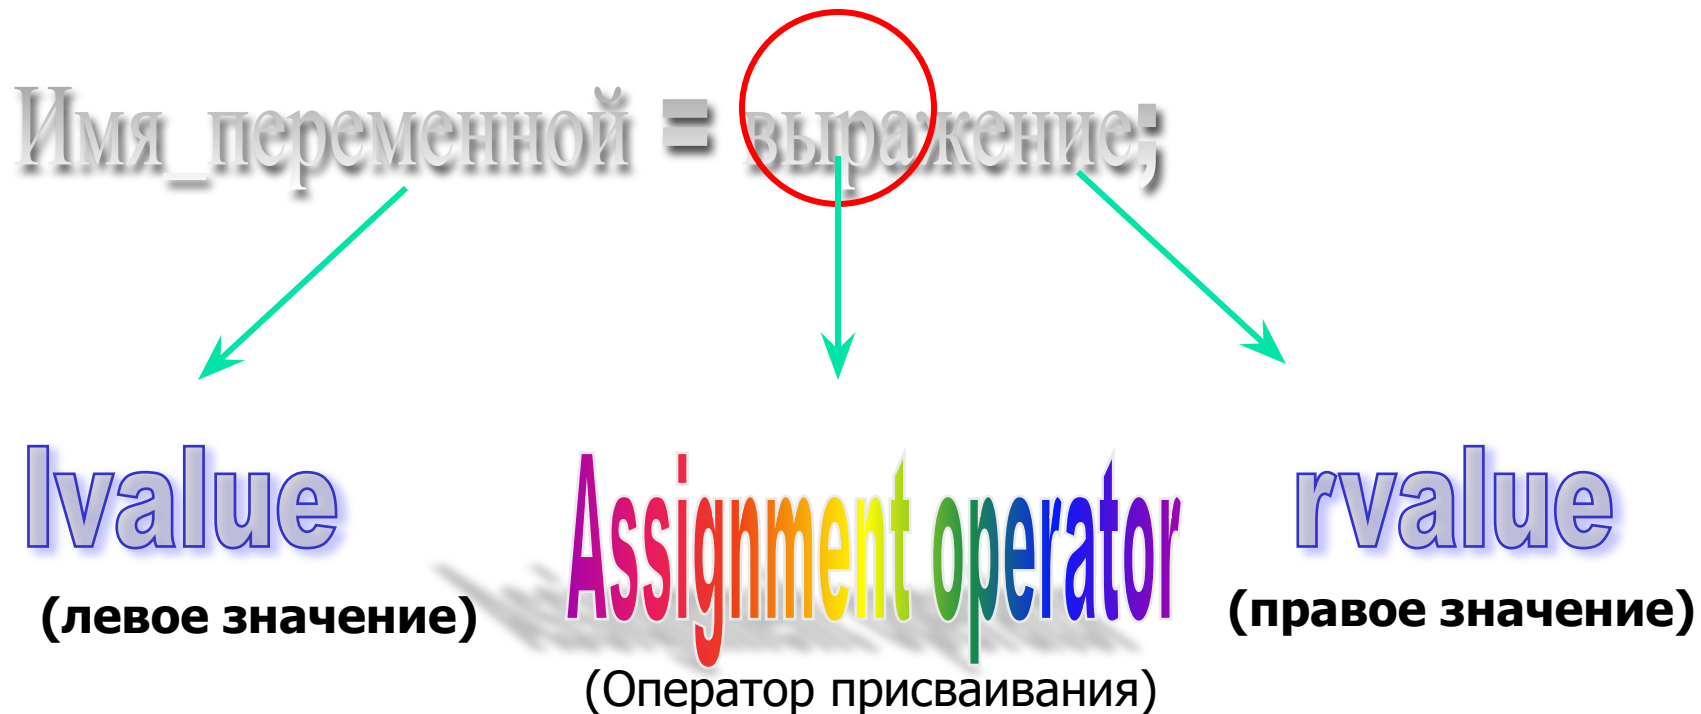 Имя_переменной = выражение;
lvalue
Assignment operator
rvalue
(левое значение)
(правое значение)
(Оператор присваивания)